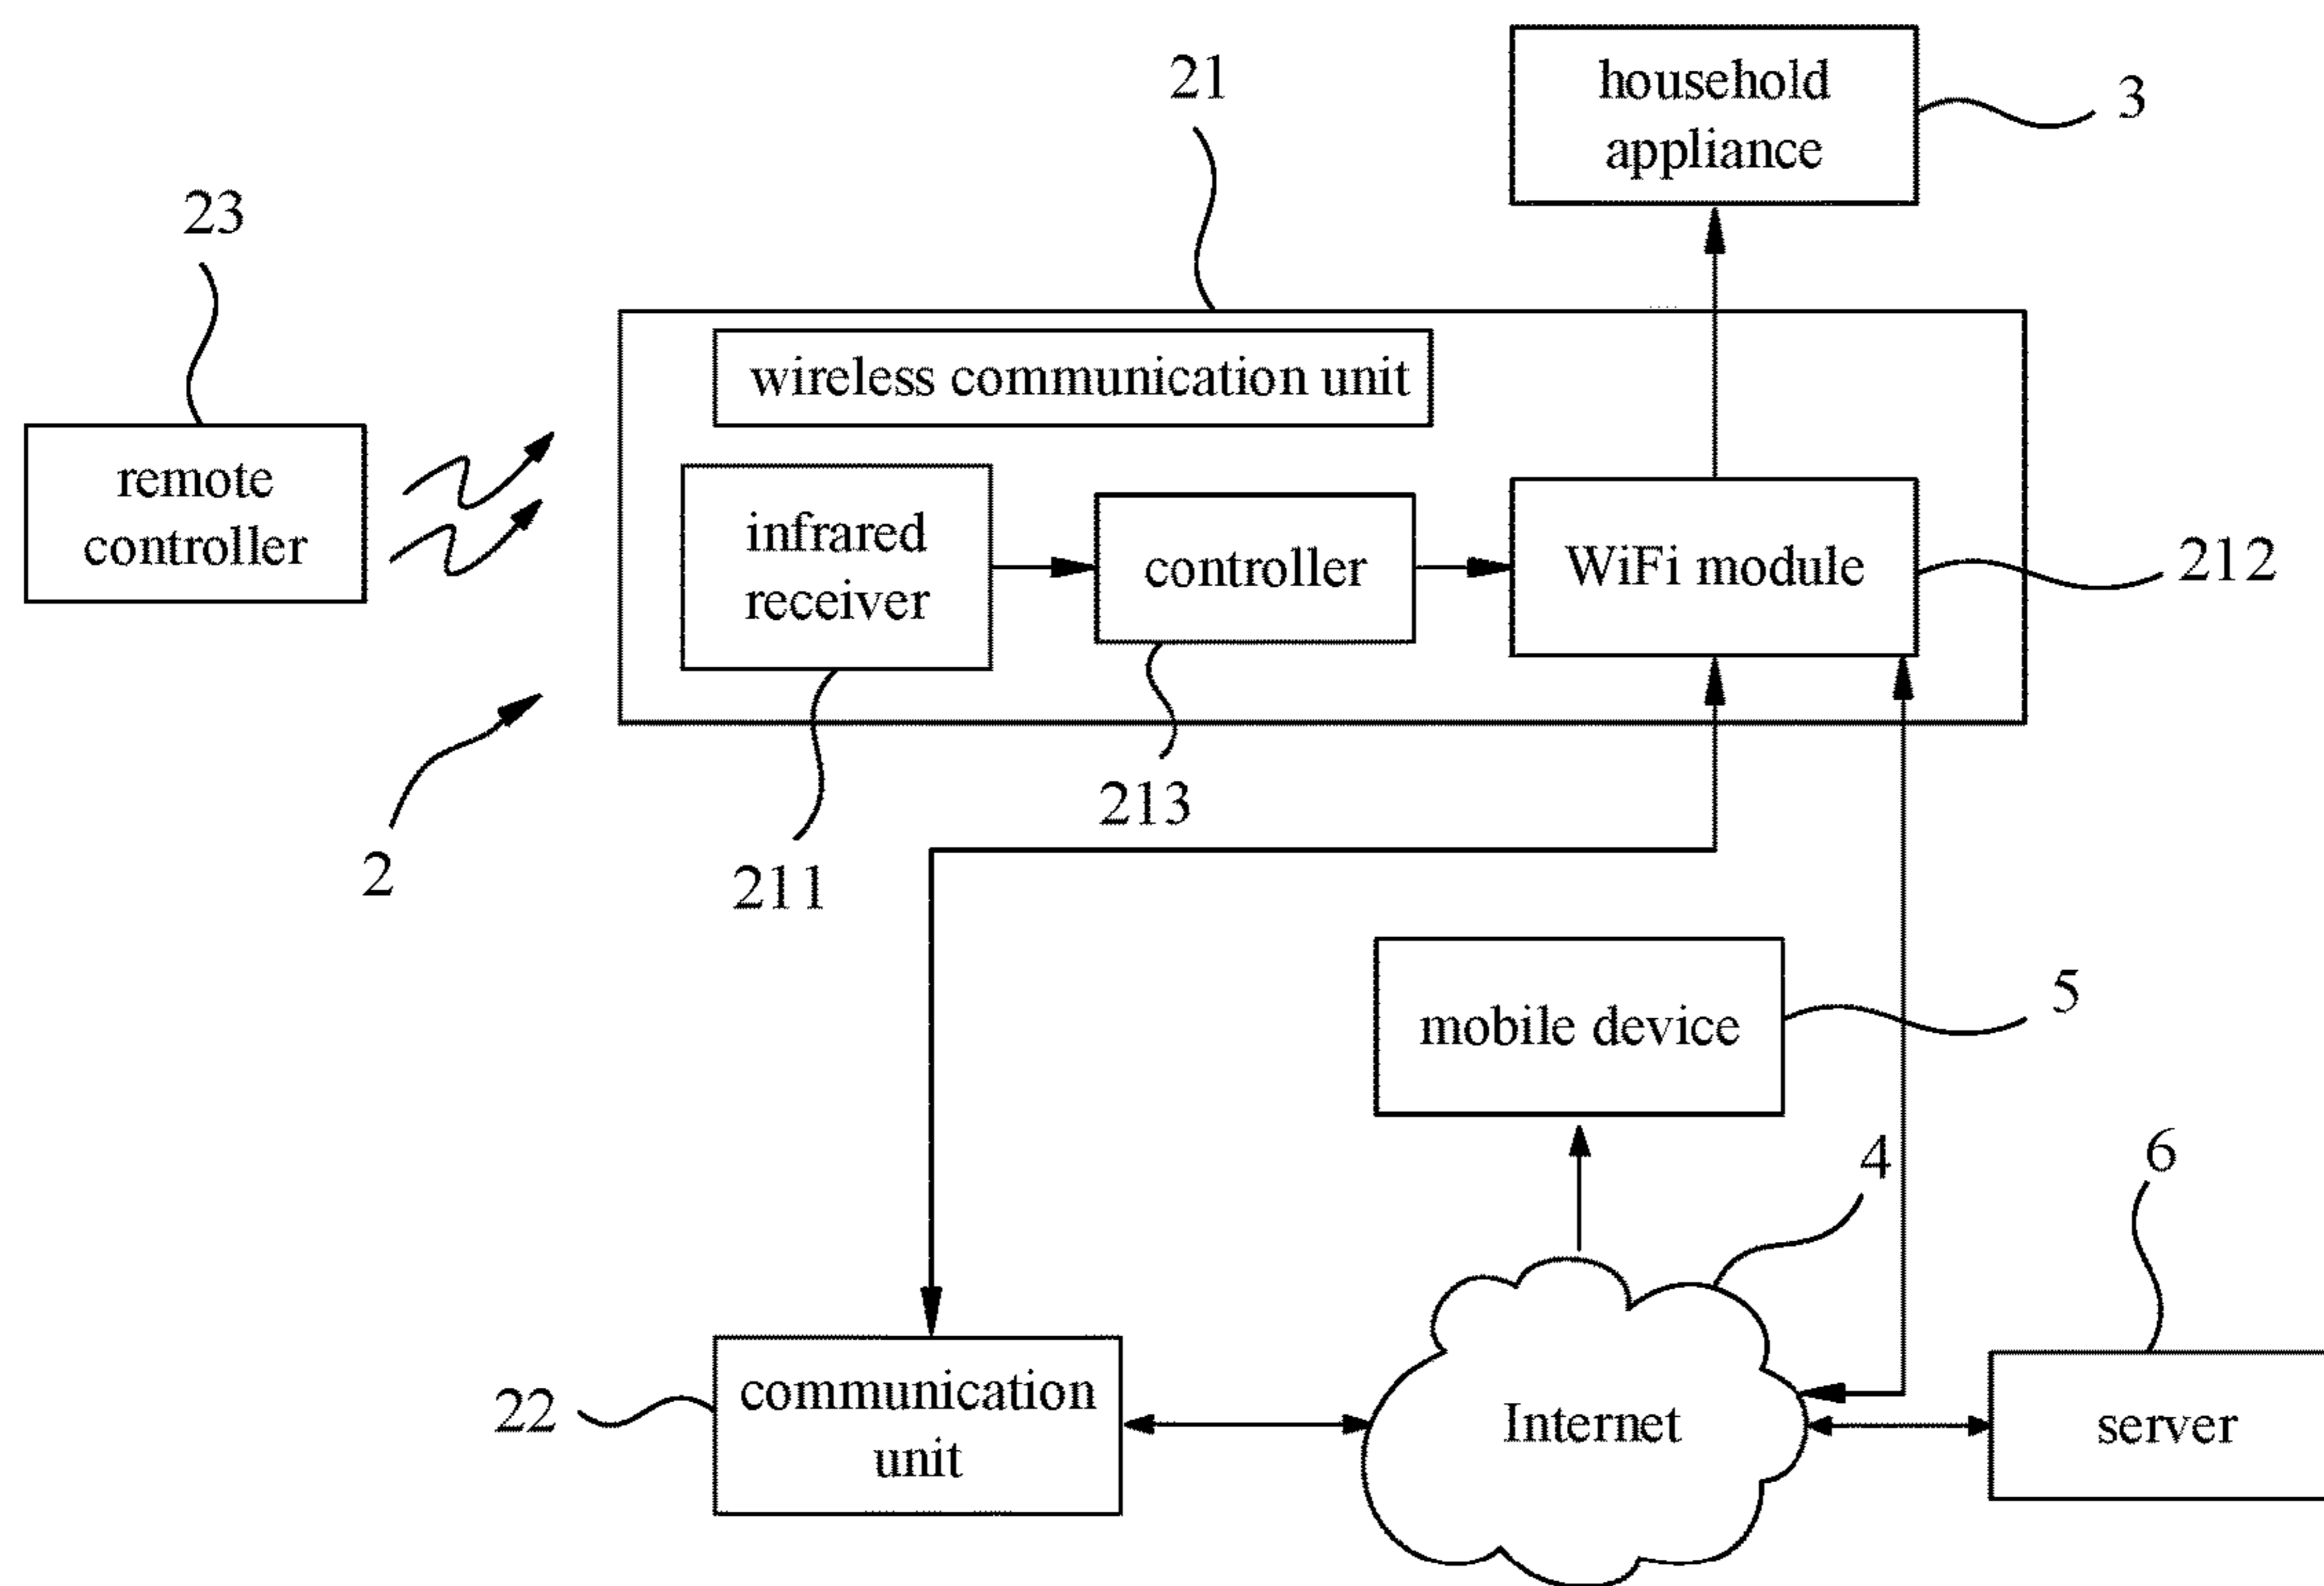 household
appliance
3
21
23
wireless communication unit
remote
controller
infrared
receiver
controller
WiFi module
212
213
211
2
mobile device
5
4
6
22
communication
unit
Internet
server